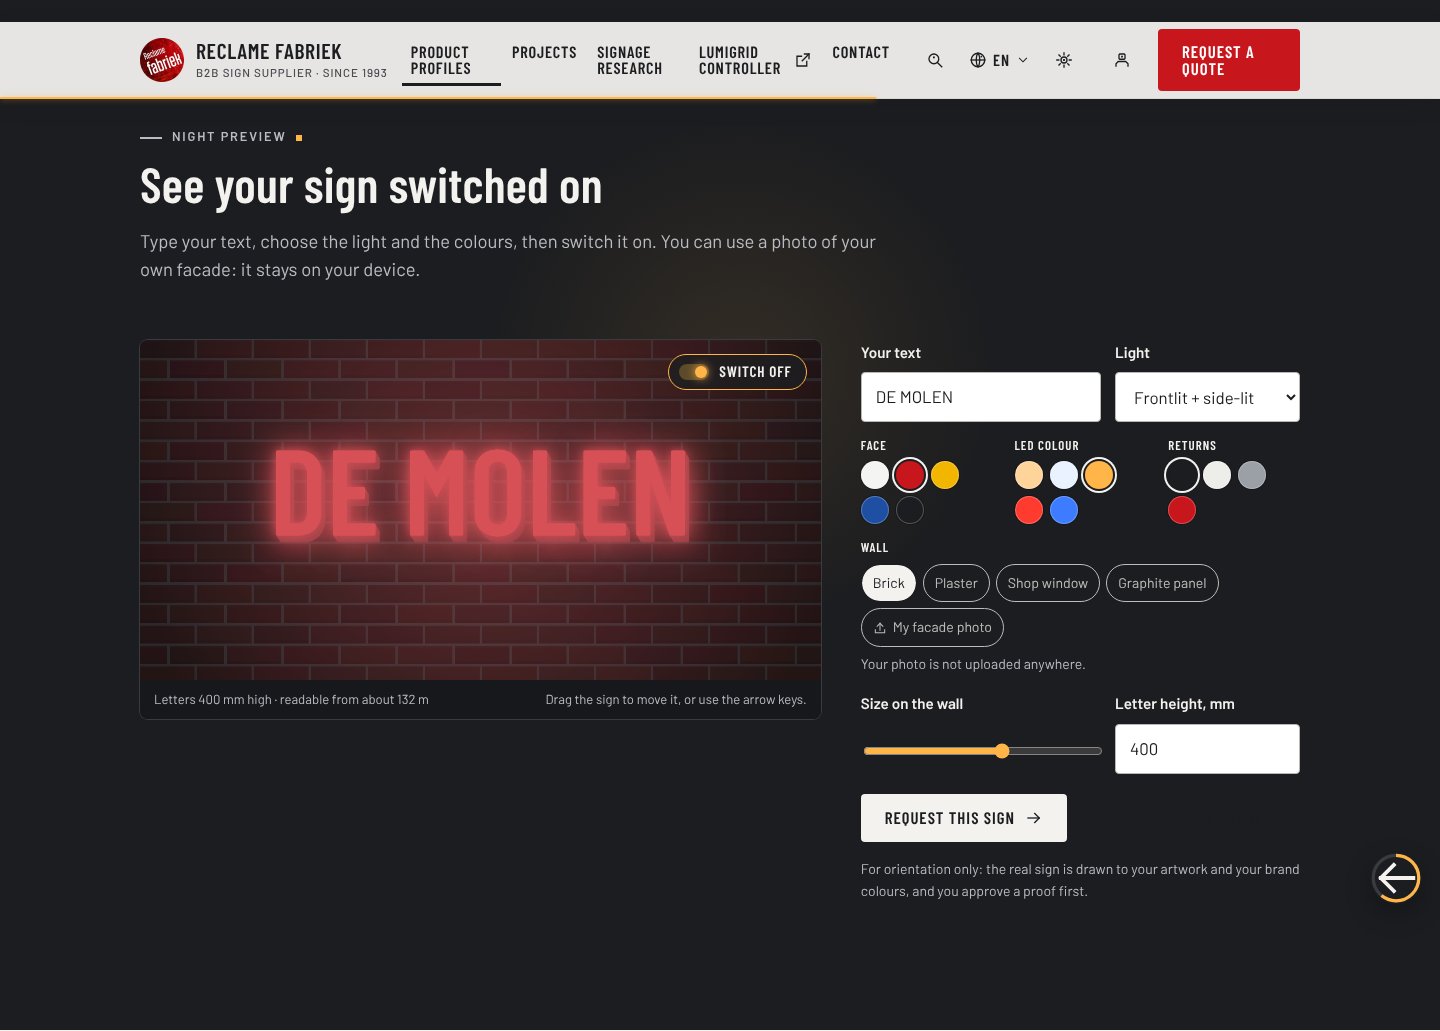 Reclame fabriek
RECLAME FABRIEK
B2B SIGN SUPPLIER · SINCE 1993
PRODUCT PROFILES
PROJECTS
SIGNAGE RESEARCH
LUMIGRID CONTROLLER
CONTACT
EN
REQUEST A QUOTE
NIGHT PREVIEW
See your sign switched on
Type your text, choose the light and the colours, then switch it on. You can use a photo of your
own facade: it stays on your device.
SWITCH OFF
DE MOLEN
Letters 400 mm high · readable from about 132 m
Drag the sign to move it, or use the arrow keys.
Your text
Light
DE MOLEN
Frontlit + side-lit
FACE
LED COLOUR
RETURNS
WALL
Brick
Plaster
Shop window
Graphite panel
My facade photo
Your photo is not uploaded anywhere.
Size on the wall
Letter height, mm
400
REQUEST THIS SIGN
For orientation only: the real sign is drawn to your artwork and your brand
colours, and you approve a proof first.